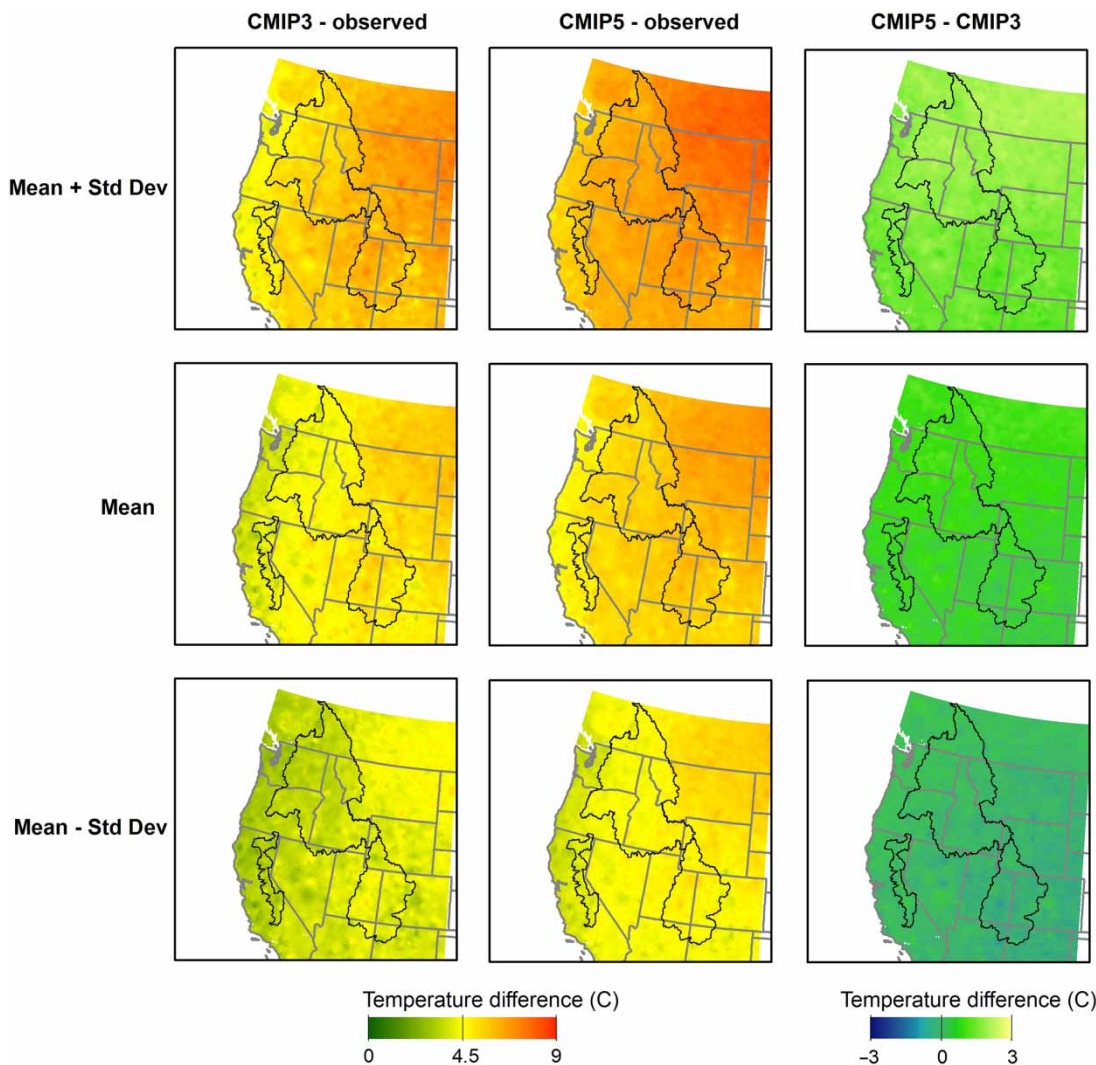 CMIP3 - observed
CMIP5 - observed
CMIP5 - CMIP3
Mean + Std Dev
Mean
Mean - Std Dev
Temperature difference (C)
0
4.5
9
Temperature difference (C)
−3
0
3